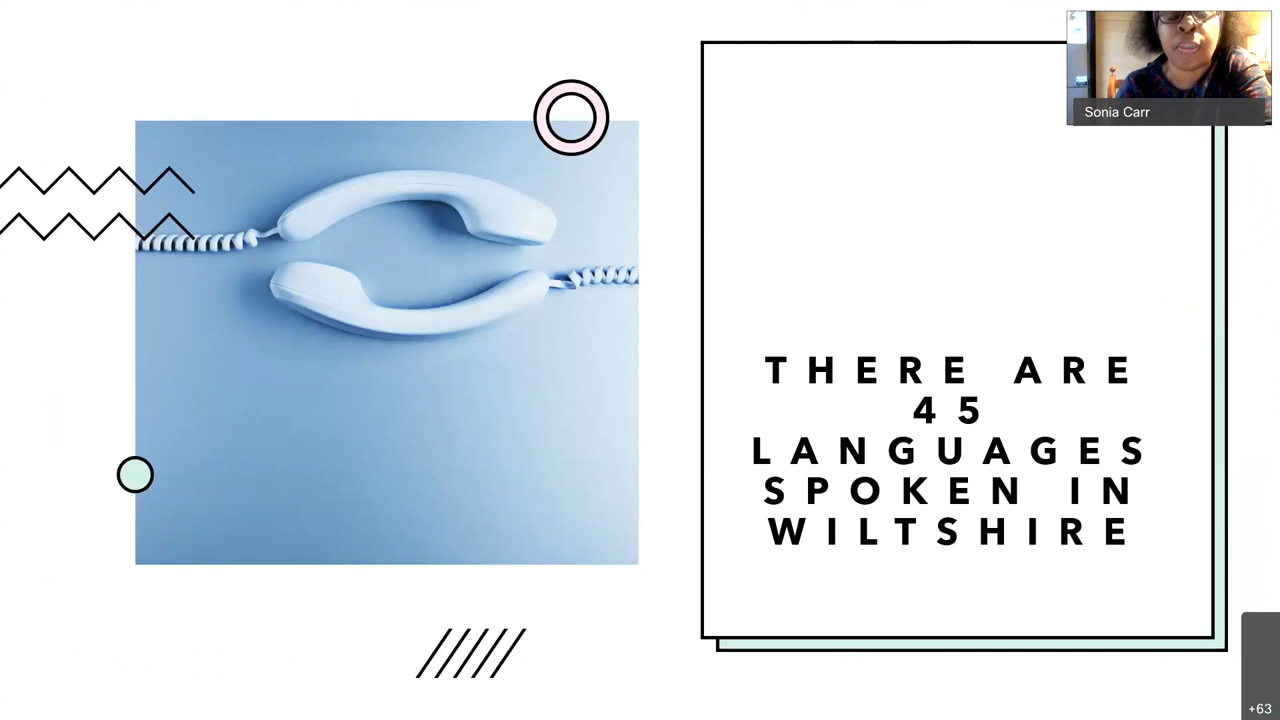 Sonia Carr
THERE ARE
45
LANGUAGES
SPOKEN IN
WILTSHIRE
+63